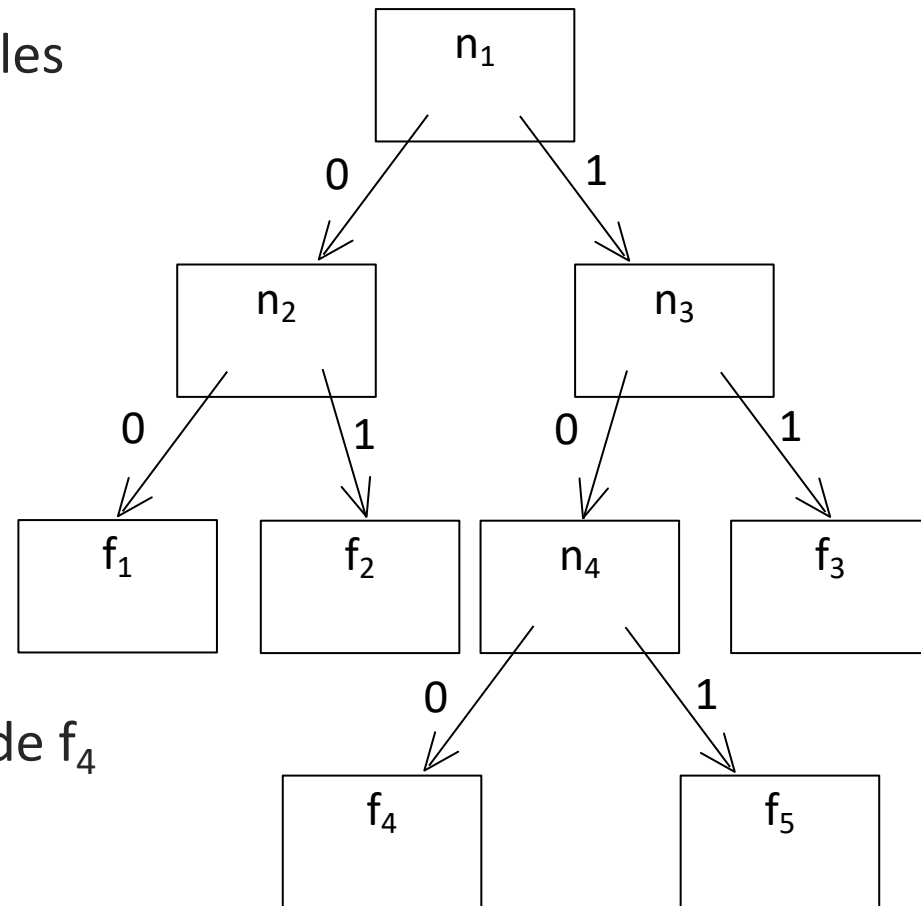 les
n₁
0 1
n₂ n₃
0 1 0 1
f₁ f₂ n₄ f₃
0 1
de f₄
f₄ f₅